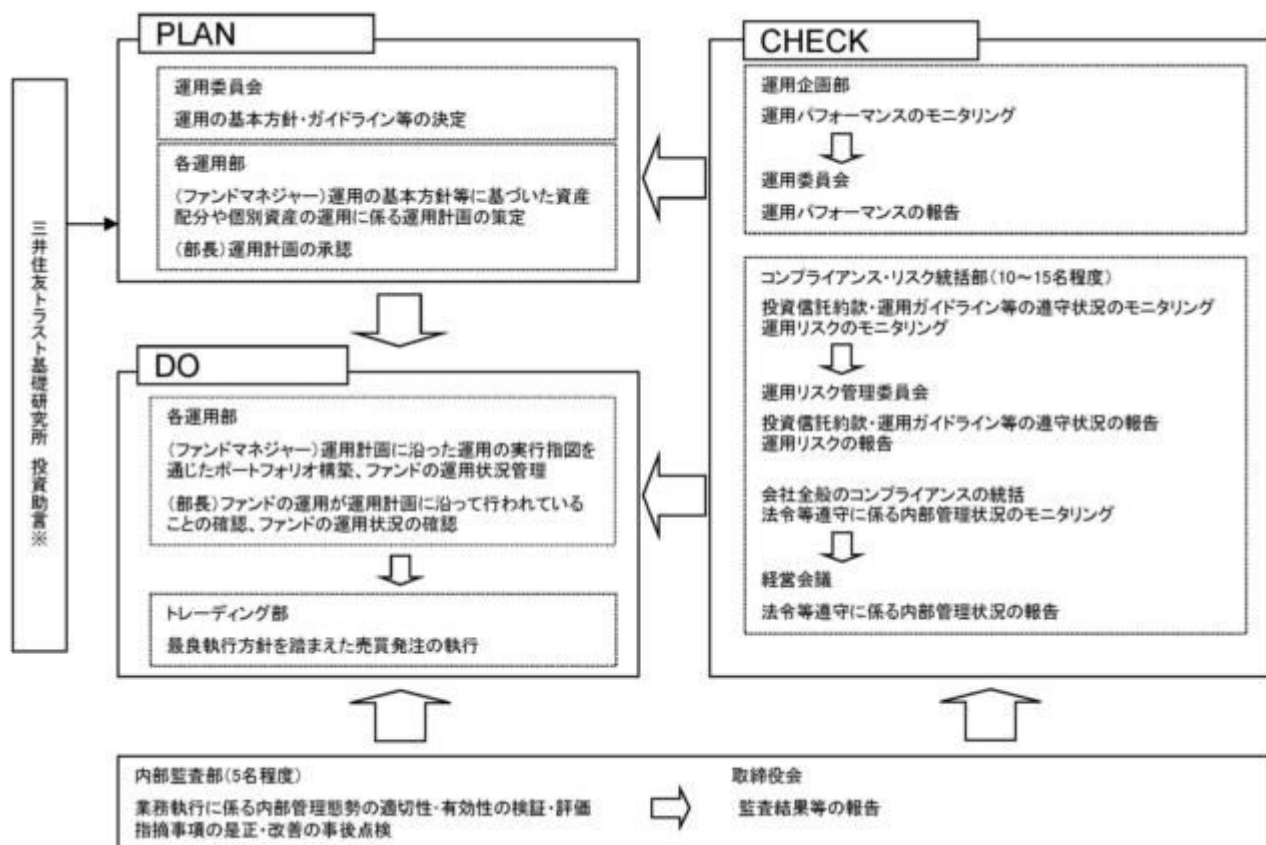 三井住友トラスト基礎研究所 投資助言※
PLAN
運用委員会
運用の基本方針・ガイドライン等の決定
各運用部
(ファンドマネジャー)運用の基本方針等に基づいた資産
配分や個別資産の運用に係る運用計画の策定
(部長)運用計画の承認
DO
各運用部
(ファンドマネジャー)運用計画に沿った運用の実行指図を
通じたポートフォリオ構築、ファンドの運用状況管理
(部長)ファンドの運用が運用計画に沿って行われている
ことの確認、ファンドの運用状況の確認
トレーディング部
最良執行方針を踏まえた売買発注の執行
CHECK
運用企画部
運用パフォーマンスのモニタリング
運用委員会
運用パフォーマンスの報告
コンプライアンス・リスク統括部(10～15名程度)
投資信託約款・運用ガイドライン等の遵守状況のモニタリング
運用リスクのモニタリング
運用リスク管理委員会
投資信託約款・運用ガイドライン等の遵守状況の報告
運用リスクの報告
会社全般のコンプライアンスの統括
法令等遵守に係る内部管理状況のモニタリング
経営会議
法令等遵守に係る内部管理状況の報告
内部監査部(5名程度)
業務執行に係る内部管理態勢の適切性・有効性の検証・評価
指摘事項の是正・改善の事後点検
取締役会
監査結果等の報告